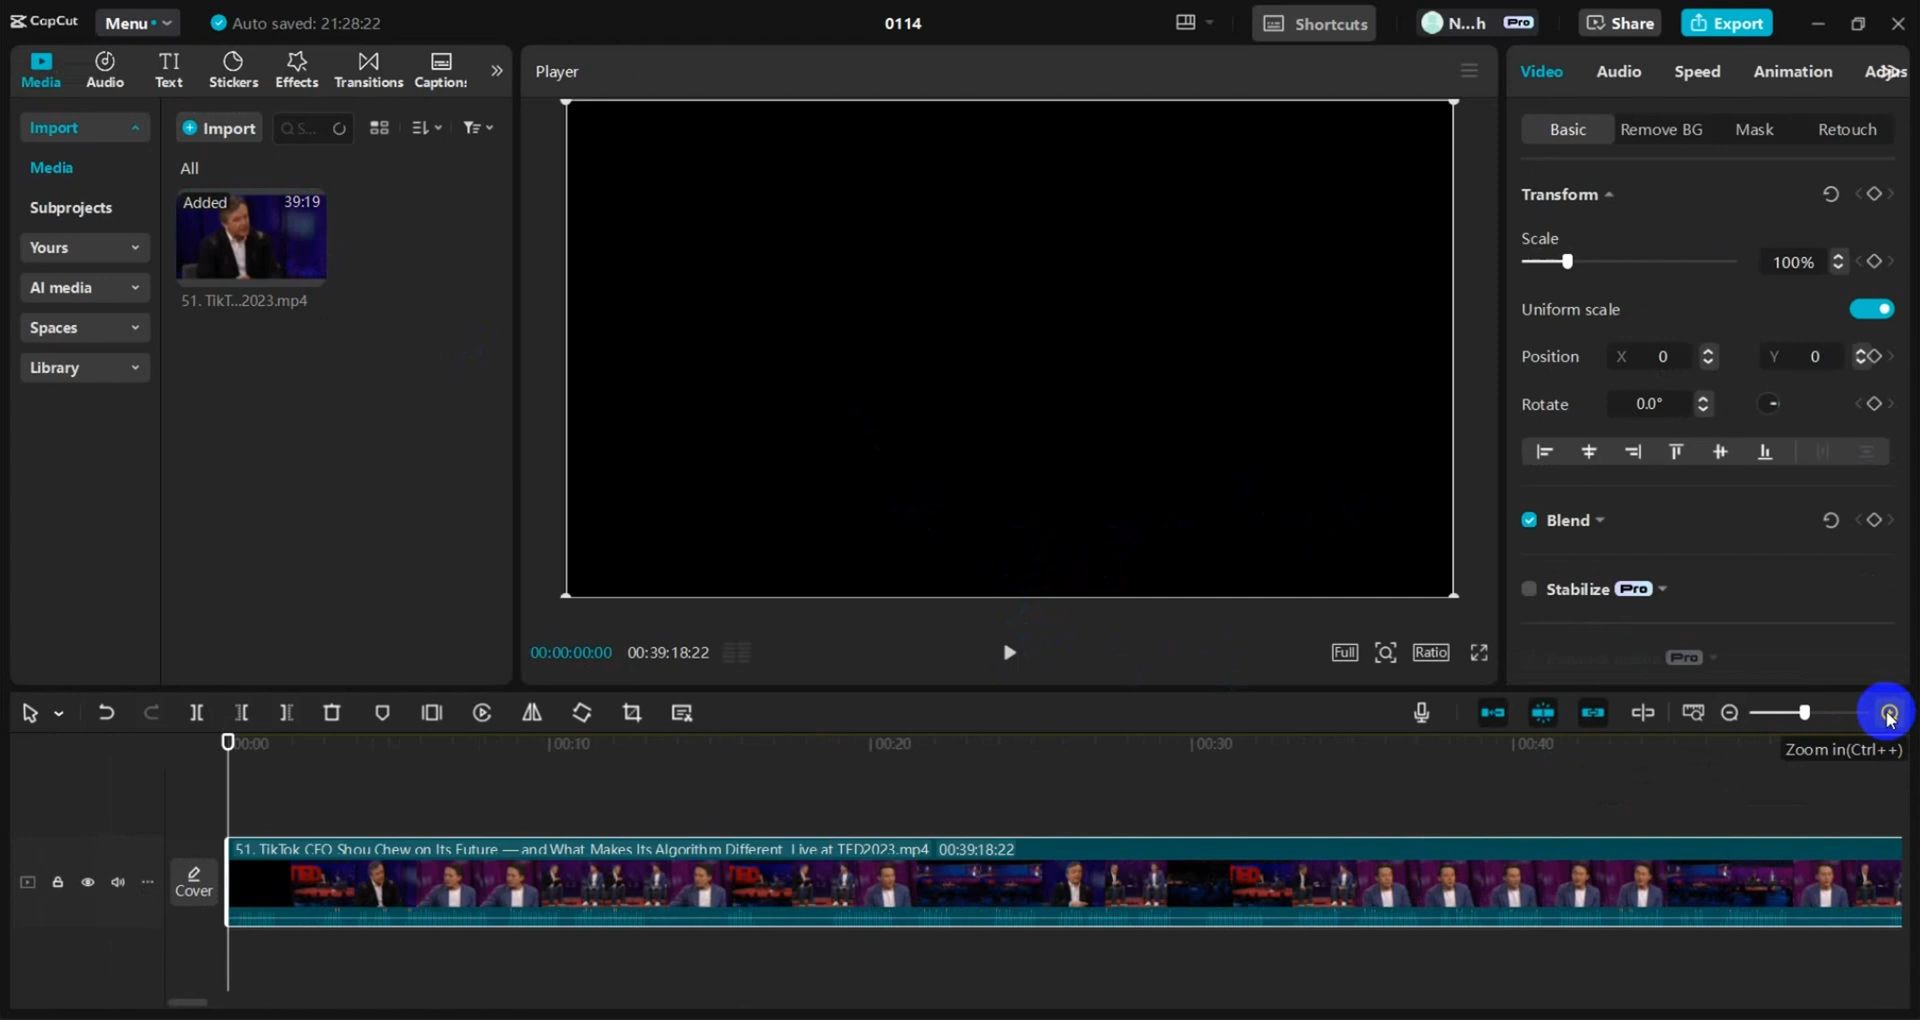 CapCut
Menu
Auto saved: 21:28:22
0114
Shortcuts
N...h
Pro
Share
Export
Media
Audio
Text
Stickers
Effects
Transitions
Captions
Player
Video
Audio
Speed
Animation
Import
Media
Subprojects
Yours
AI media
Spaces
Library
Import
S...
All
Added
39:19
51. TikT...2023.mp4
00:00:00:00
00:39:18:22
Full
Ratio
Basic
Remove BG
Mask
Retouch
Transform
Scale
100%
Uniform scale
Position
X
0
Y
0
Rotate
0.0°
Blend
Stabilize
Pro
Pro
00:00
00:10
00:20
00:30
00:40
Zoom in(Ctrl++)
Cover
51. TikTok CEO Shou Chew on Its Future — and What Makes Its Algorithm Different Live at TED2023.mp4 00:39:18:22
TED